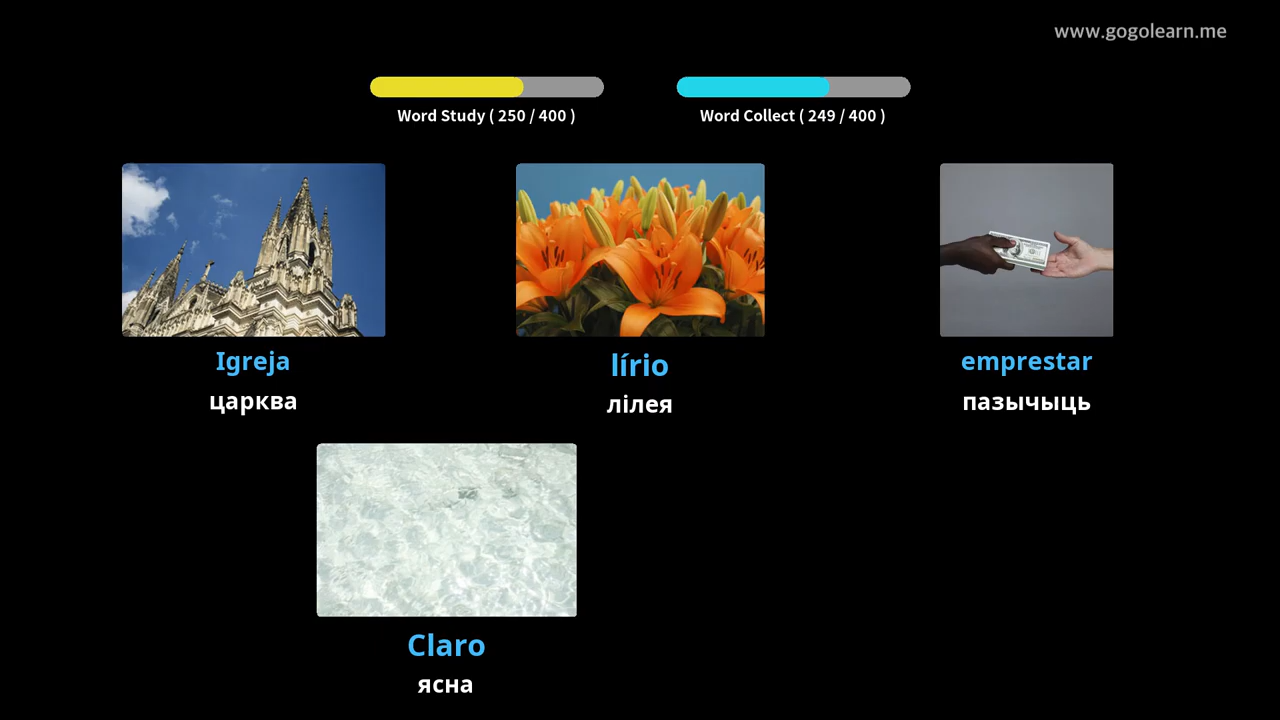 www.gogolearn.me
Word Study ( 250 / 400 )
Word Collect ( 249 / 400 )
Igreja
царква
lírio
лілея
emprestar
пазычыць
Claro
ясна